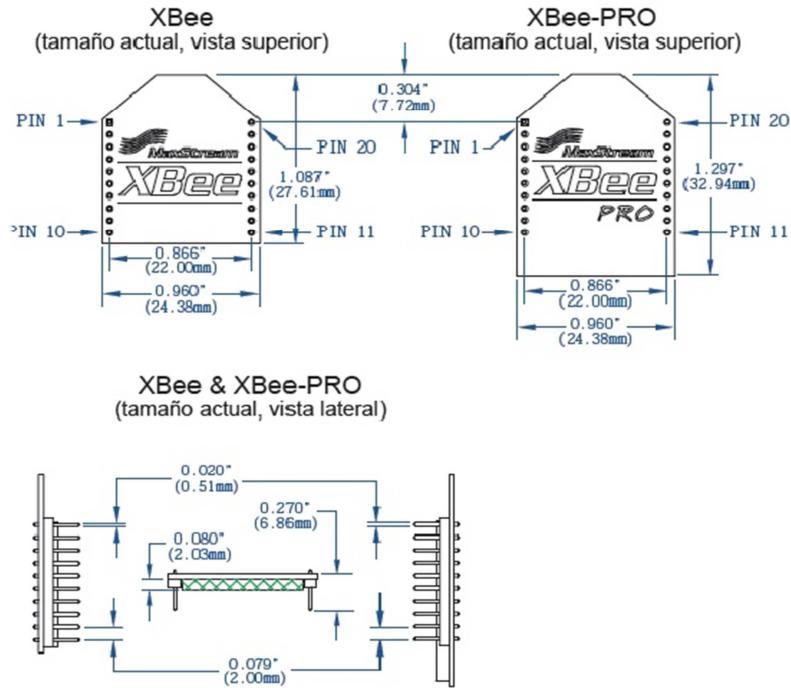 XBee
(tamaño actual, vista superior)
XBee-PRO
(tamaño actual, vista superior)
0.304"
(7.72mm)
PIN 1
PIN 20
PIN 1
PIN 20
MaxStream
XBee
MaxStream
XBee
PRO
1.087"
(27.61mm)
1.297"
(32.94mm)
PIN 10
PIN 11
PIN 10
PIN 11
0.866"
(22.00mm)
0.960"
(24.38mm)
0.866"
(22.00mm)
0.960"
(24.38mm)
XBee & XBee-PRO
(tamaño actual, vista lateral)
0.020"
(0.51mm)
0.270"
(6.86mm)
0.080"
(2.03mm)
0.079"
(2.00mm)